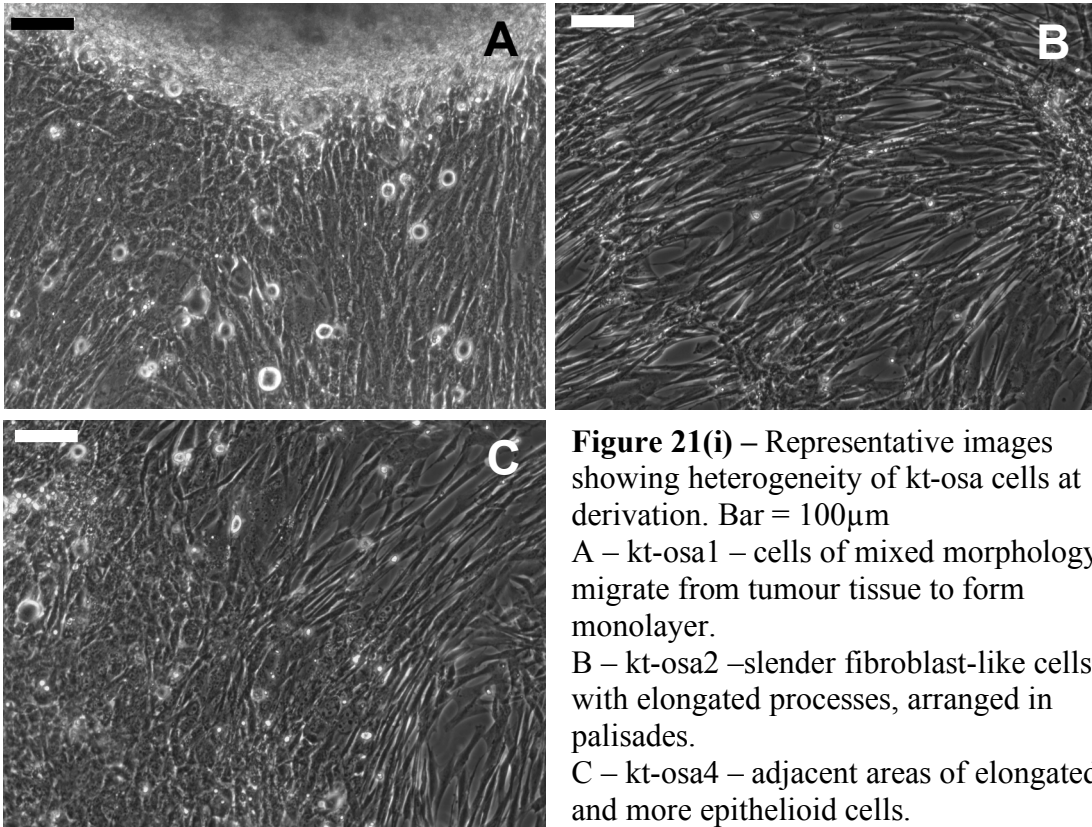 A
B
C
Figure 21(i) – Representative images
showing heterogeneity of kt-osa cells at
derivation. Bar = 100µm
A – kt-osa1 – cells of mixed morphology
migrate from tumour tissue to form
monolayer.
B – kt-osa2 –slender fibroblast-like cells
with elongated processes, arranged in
palisades.
C – kt-osa4 – adjacent areas of elongated
and more epithelioid cells.